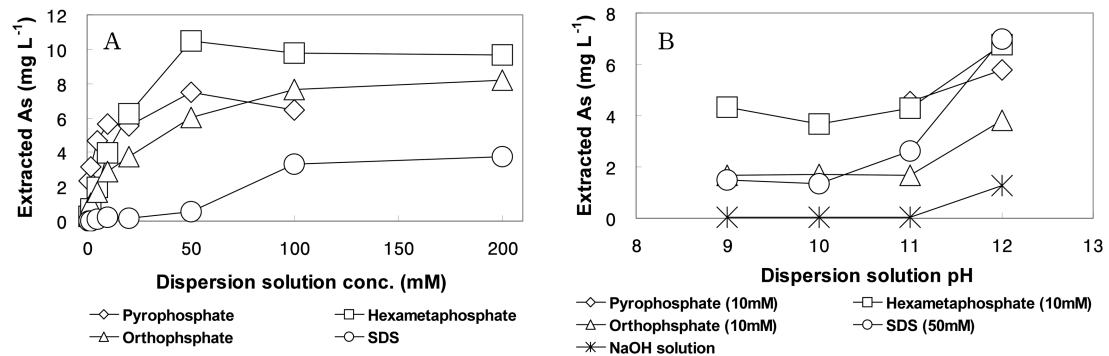 A
Extracted As (mg L-1)
12
10
8
6
4
2
0
0 50 100 150 200
Dispersion solution conc. (mM)
Pyrophosphate Hexametaphosphate
Orthophosphate SDS
B
Extracted As (mg L-1)
8
6
4
2
0
8 9 10 11 12 13
Dispersion solution pH
Pyrophosphate (10mM) Hexametaphosphate (10mM)
Orthophsphate (10mM) SDS (50mM)
NaOH solution